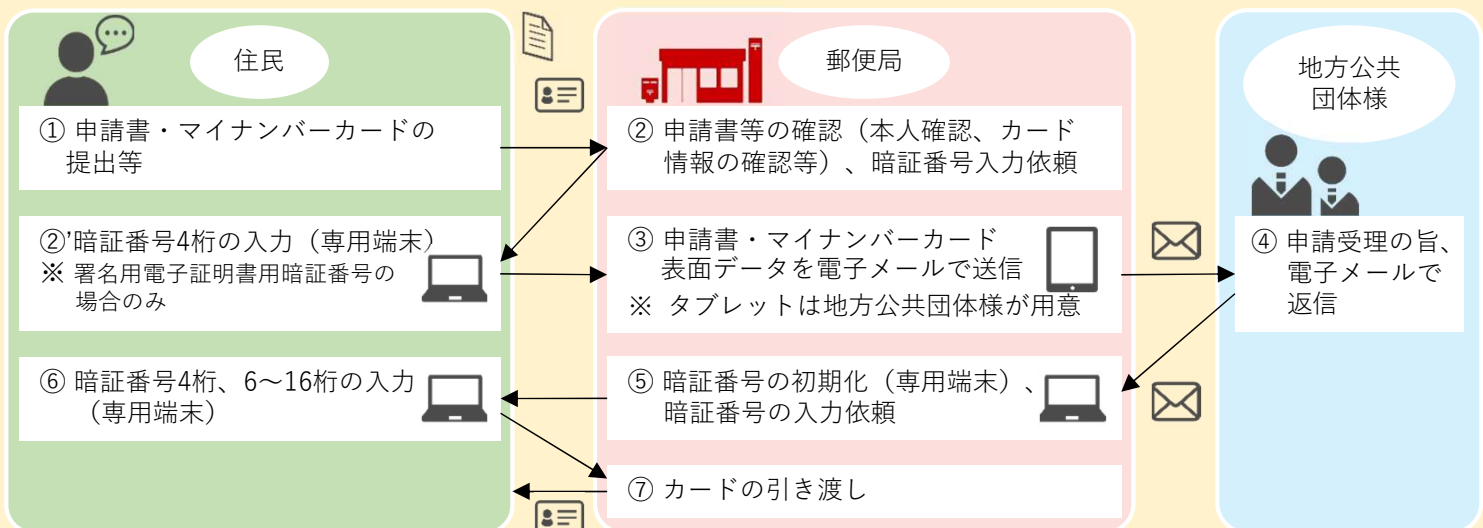 住民
① 申請書・マイナンバーカードの
提出等
②’暗証番号4桁の入力（専用端末）
※ 署名用電子証明書用暗証番号の
場合のみ
⑥ 暗証番号4桁、6～16桁の入力
（専用端末）
郵便局
② 申請書等の確認（本人確認、カード
情報の確認等）、暗証番号入力依頼
③ 申請書・マイナンバーカード
表面データを電子メールで送信
※ タブレットは地方公共団体様が用意
⑤ 暗証番号の初期化（専用端末）、
暗証番号の入力依頼
⑦ カードの引き渡し
地方公共
団体様
④ 申請受理の旨、
電子メールで
返信